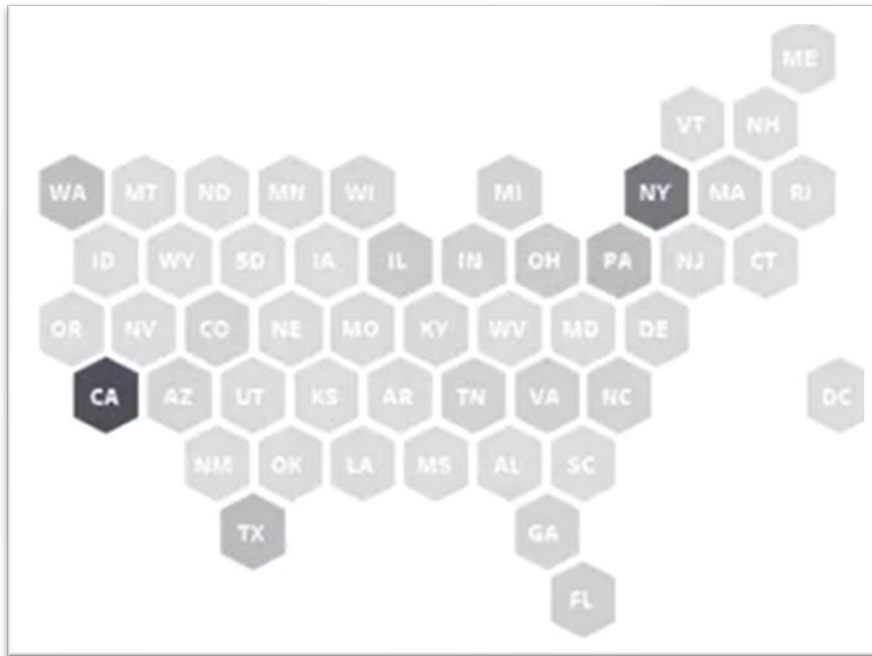 ME
VT NH
WA MT ND MN WI MI NY MA RI
ID WY SD IA IL IN OH PA NJ CT
OR NV CO NE MO KY WV MD DE
CA AZ UT KS AR TN VA NC DC
NM OK LA MS AL SC
TX GA
FL